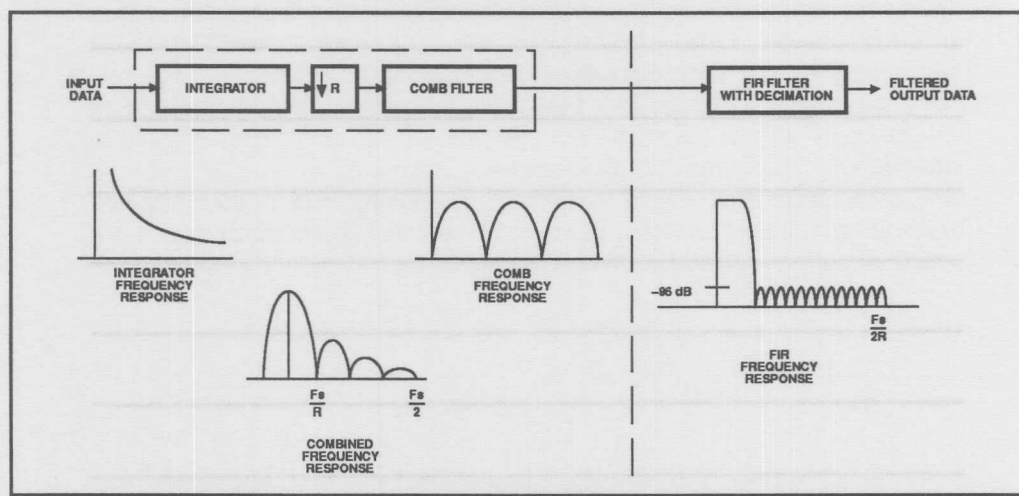 INPUT
DATA
INTEGRATOR
R
COMB FILTER
FIR FILTER
WITH DECIMATION
FILTERED
OUTPUT DATA
INTEGRATOR
FREQUENCY
RESPONSE
COMB
FREQUENCY
RESPONSE
–96 dB
Fs
2R
FIR
FREQUENCY
RESPONSE
Fs
R
Fs
2
COMBINED
FREQUENCY
RESPONSE